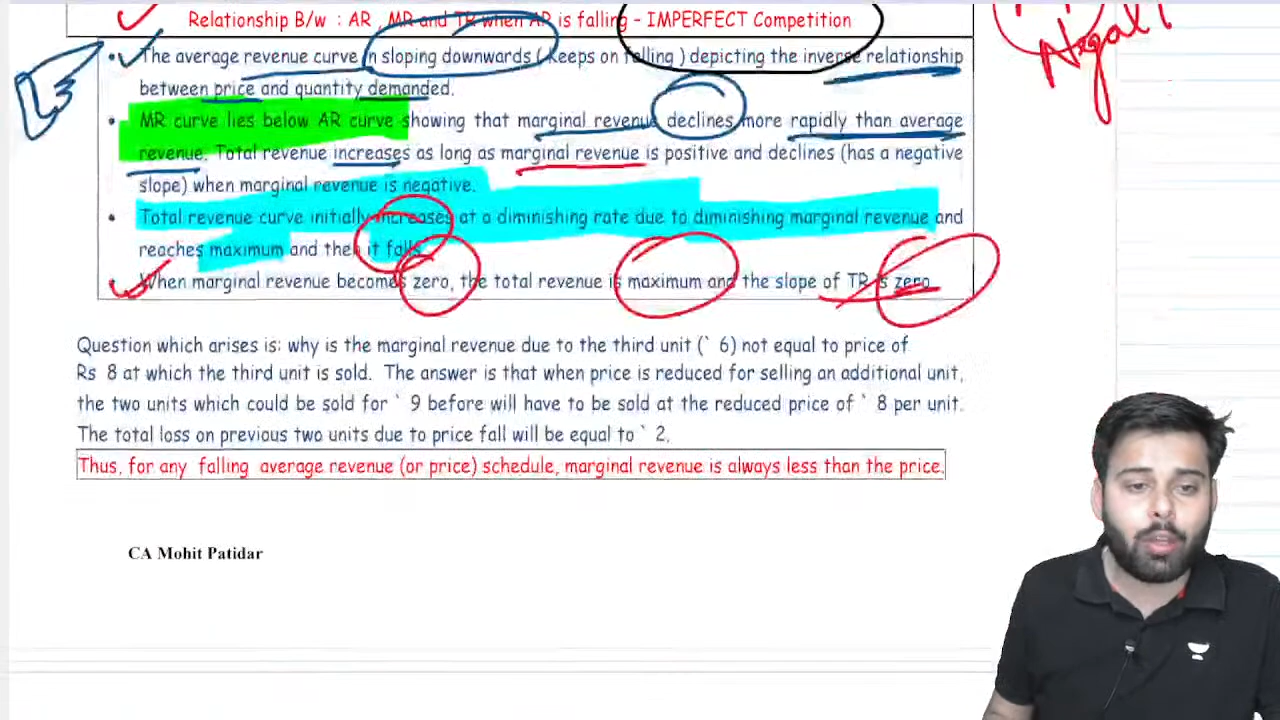 Relationship B/w : AR , MR and TR when AR is falling - IMPERFECT Competition
• The average revenue curve in sloping downwards ( keeps on falling ) depicting the inverse relationship
between price and quantity demanded.
• MR curve lies below AR curve showing that marginal revenue declines more rapidly than average
revenue. Total revenue increases as long as marginal revenue is positive and declines (has a negative
slope) when marginal revenue is negative.
• Total revenue curve initially increases at a diminishing rate due to diminishing marginal revenue and
reaches maximum and then it falls.
• When marginal revenue becomes zero, the total revenue is maximum and the slope of TR is zero.
Question which arises is: why is the marginal revenue due to the third unit (` 6) not equal to price of
Rs 8 at which the third unit is sold. The answer is that when price is reduced for selling an additional unit,
the two units which could be sold for ` 9 before will have to be sold at the reduced price of ` 8 per unit.
The total loss on previous two units due to price fall will be equal to ` 2.
Thus, for any falling average revenue (or price) schedule, marginal revenue is always less than the price.
CA Mohit Patidar